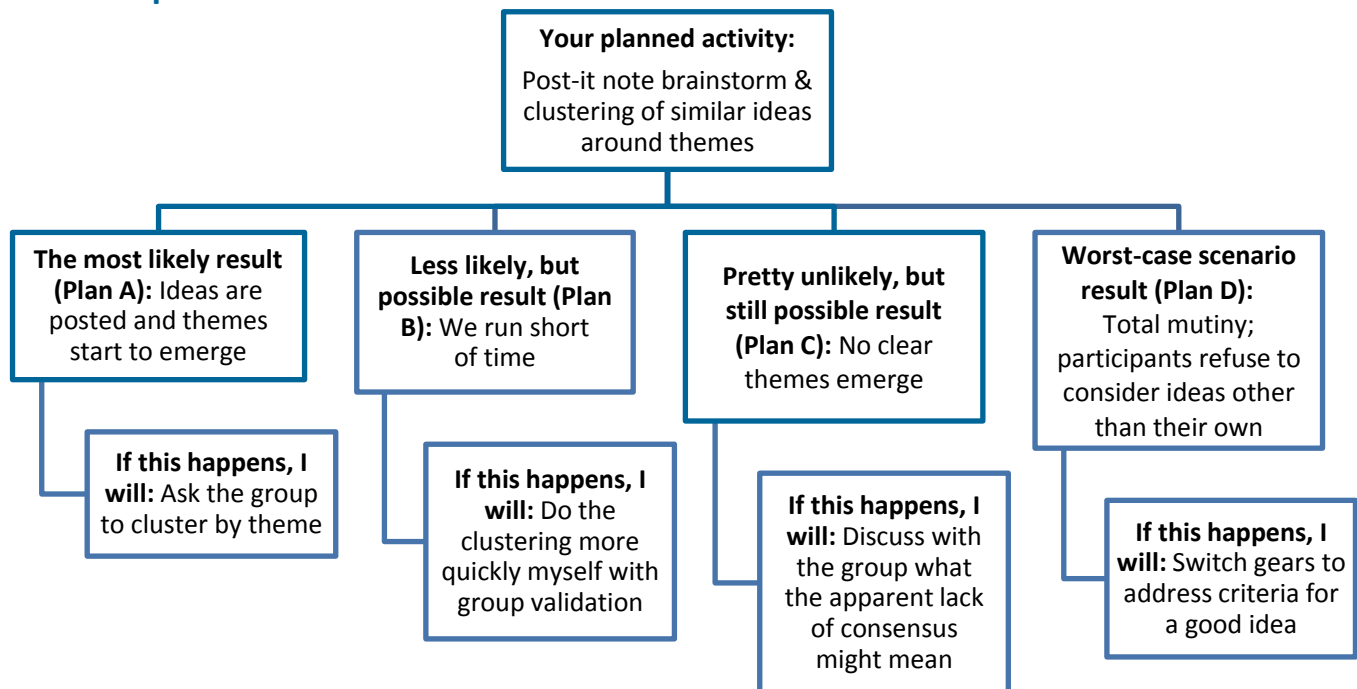 Your planned activity:
Post-it note brainstorm &
clustering of similar ideas
around themes
The most likely result
(Plan A): Ideas are
posted and themes
start to emerge
If this happens, I
will: Ask the group
to cluster by theme
Less likely, but
possible result (Plan
B): We run short
of time
If this happens, I
will: Do the
clustering more
quickly myself with
group validation
Pretty unlikely, but
still possible result
(Plan C): No clear
themes emerge
If this happens, I
will: Discuss with
the group what
the apparent lack
of consensus
might mean
Worst-case scenario
result (Plan D):
Total mutiny;
participants refuse to
consider ideas other
than their own
If this happens, I
will: Switch gears to
address criteria for
a good idea